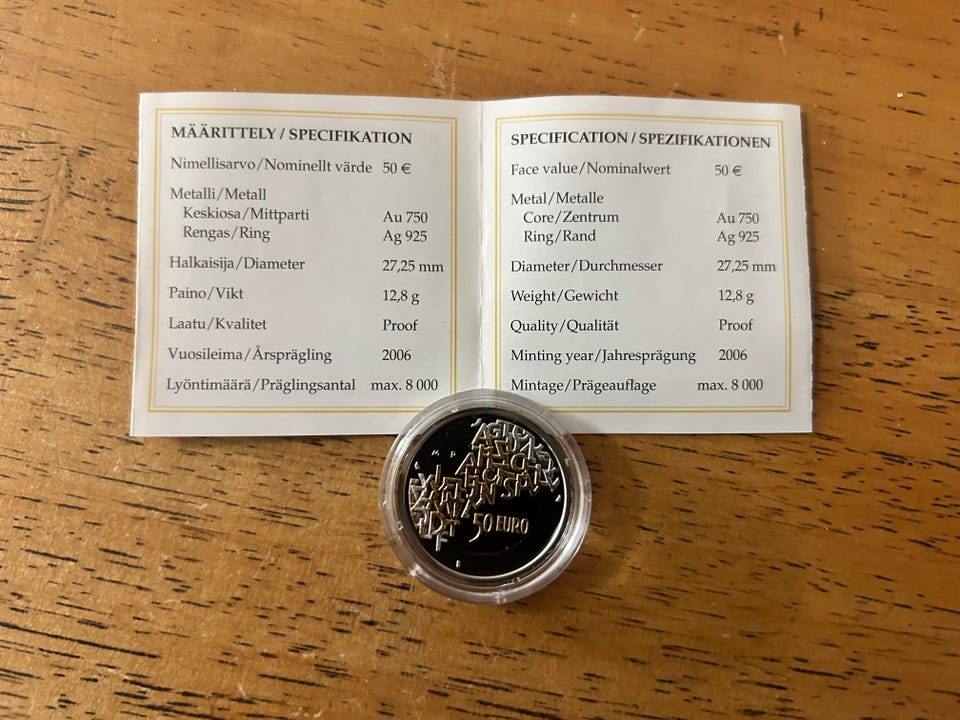 MÄÄRITTELY / SPECIFIKATION
Nimellisarvo/Nominellt värde 50 €
Metalli/Metall
Keskiosa/Mittparti Au 750
Rengas/Ring Ag 925
Halkaisija/Diameter 27,25 mm
Paino/Vikt 12,8 g
Laatu/Kvalitet Proof
Vuosileima/Årsprägling 2006
Lyöntimäärä/Präglingsantal max. 8 000
SPECIFICATION / SPEZIFIKATIONEN
Face value/Nominalwert 50 €
Metal/Metalle
Core/Zentrum Au 750
Ring/Rand Ag 925
Diameter/Durchmesser 27,25 mm
Weight/Gewicht 12,8 g
Quality/Qualität Proof
Minting year/Jahresprägung 2006
Mintage/Prägeauflage max. 8 000
50 EURO